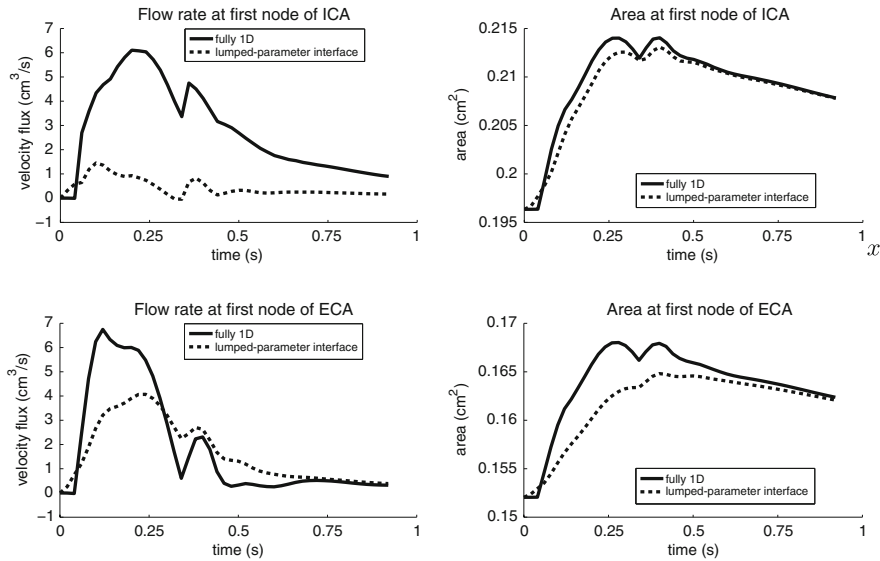 Flow rate at first node of ICA
7
6
5
4
3
2
1
0
−1
velocity flux (cm³/s)
fully 1D
lumped-parameter interface
0 0.25 0.5 0.75 1
time (s)
Area at first node of ICA
0.215
0.21
0.205
0.2
0.195
area (cm²)
fully 1D
lumped-parameter interface
0 0.25 0.5 0.75 1
time (s)
x
Flow rate at first node of ECA
7
6
5
4
3
2
1
0
−1
velocity flux (cm³/s)
fully 1D
lumped-parameter interface
0 0.25 0.5 0.75 1
time (s)
Area at first node of ECA
0.17
0.165
0.16
0.155
0.15
area (cm²)
fully 1D
lumped-parameter interface
0 0.25 0.5 0.75 1
time (s)